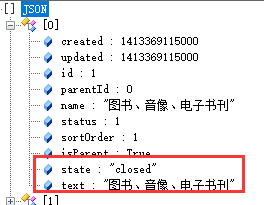 JSON
[0]
created : 1413369115000
updated : 1413369115000
id : 1
parentId : 0
name : "图书、音像、电子书刊"
status : 1
sortOrder : 1
isParent : True
state : "closed"
text : "图书、音像、电子书刊"
[1]